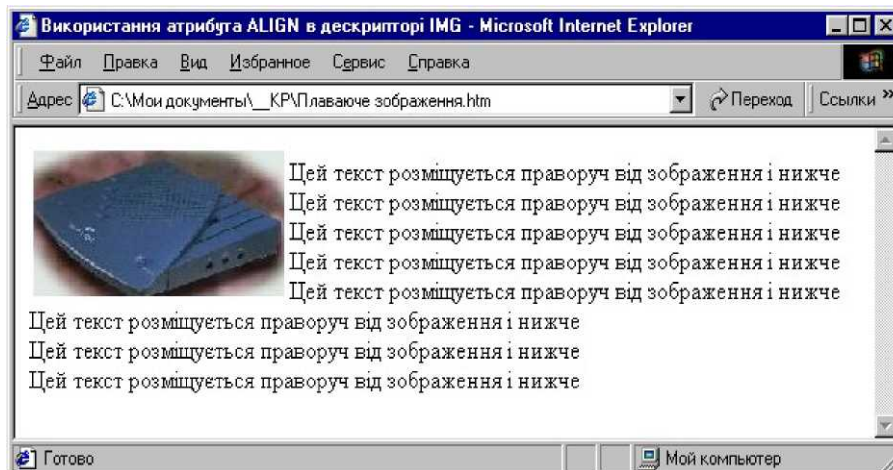 Використання атрибута ALIGN в дескрипторі IMG - Microsoft Internet Explorer
Файл Правка Вид Избранное Сервис Справка
Адрес C:\Мои документы\__КР\Плаваюче зображення.htm Переход Ссылки »
Цей текст розміщується праворуч від зображення і нижче
Цей текст розміщується праворуч від зображення і нижче
Цей текст розміщується праворуч від зображення і нижче
Цей текст розміщується праворуч від зображення і нижче
Цей текст розміщується праворуч від зображення і нижче
Цей текст розміщується праворуч від зображення і нижче
Цей текст розміщується праворуч від зображення і нижче
Цей текст розміщується праворуч від зображення і нижче
Готово Мой компьютер